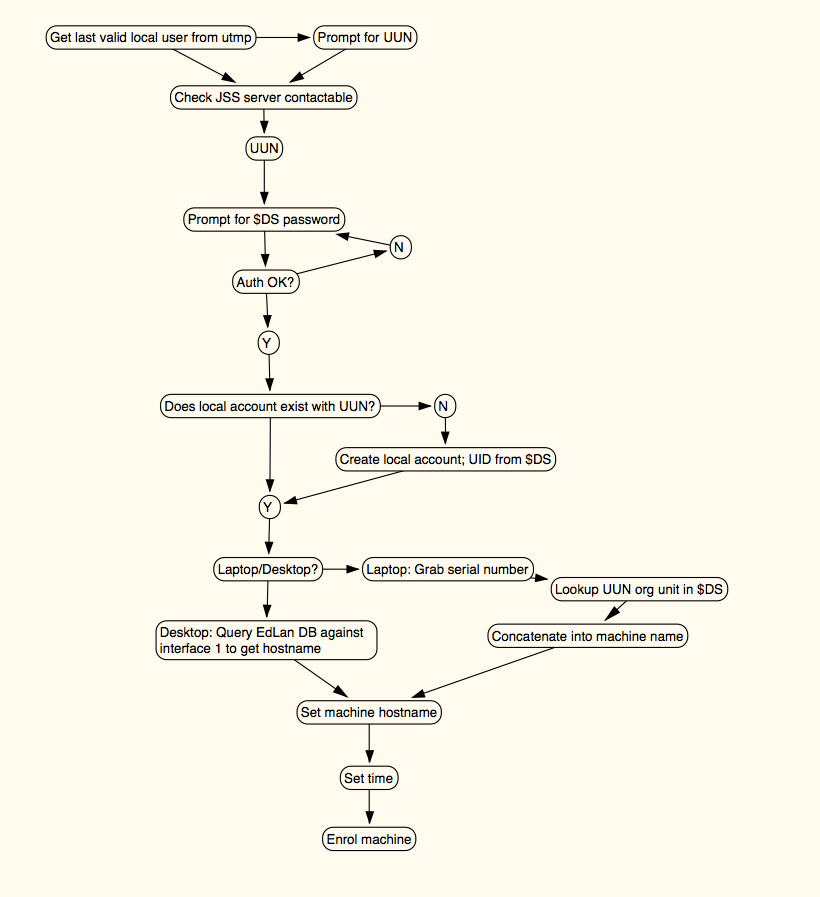 Get last valid local user from utmp
Prompt for UUN
Check JSS server contactable
UUN
Prompt for $DS password
N
Auth OK?
Y
Does local account exist with UUN?
N
Create local account; UID from $DS
Y
Laptop/Desktop?
Laptop: Grab serial number
Lookup UUN org unit in $DS
Desktop: Query EdLan DB against
interface 1 to get hostname
Concatenate into machine name
Set machine hostname
Set time
Enrol machine